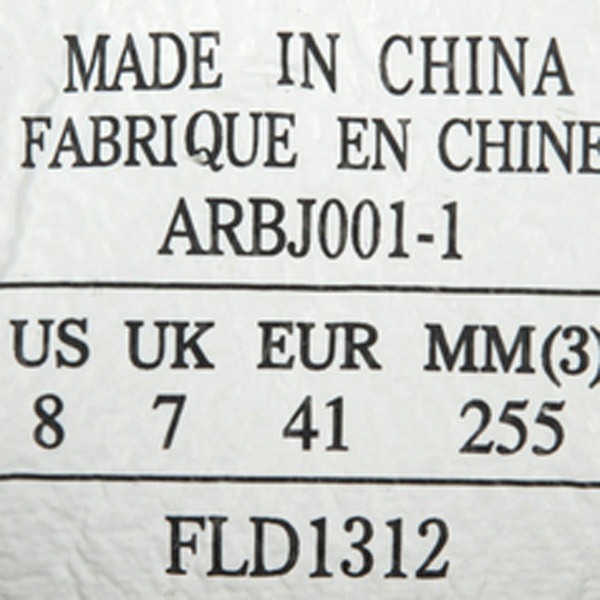 MADE IN CHINA
FABRIQUE EN CHINE
ARBJ001-1
US UK EUR MM(3)
8 7 41 255
FLD1312